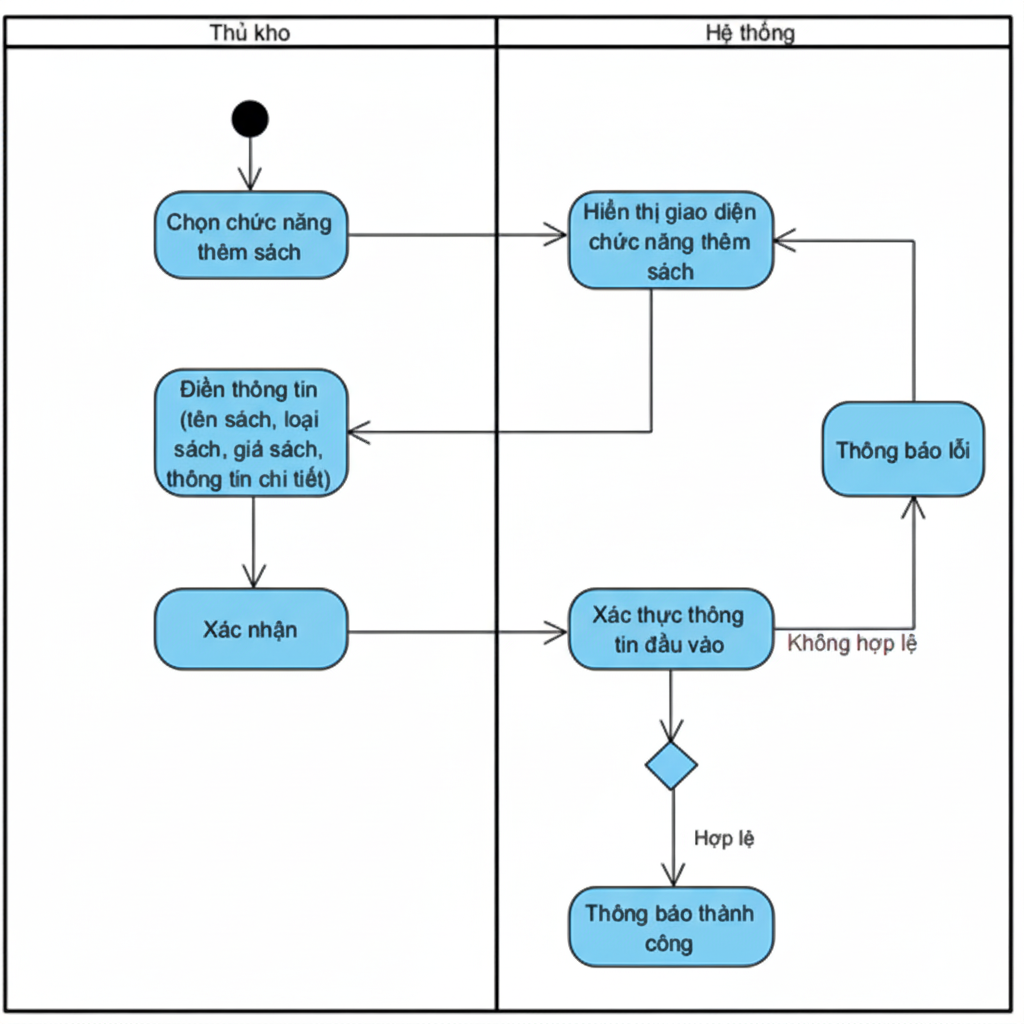 Thủ kho
Hệ thống
Chọn chức năng
thêm sách
Hiển thị giao diện
chức năng thêm
sách
Điền thông tin
(tên sách, loại
sách, giá sách,
thông tin chi tiết)
Thông báo lỗi
Xác nhận
Xác thực thông
tin đầu vào
Không hợp lệ
Hợp lệ
Thông báo thành
công